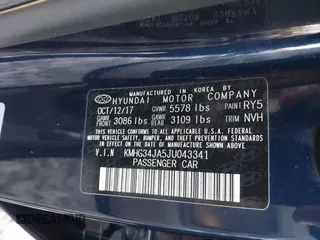 MANUFACTURED IN KOREA BY
HYUNDAI MOTOR COMPANY
OCT/12/17 GVWR 5578 lbs PAINT RY5
GAWR FRT 3086 lbs GAWR RR 3109 lbs TRIM NVH
THIS VEHICLE CONFORMS TO ALL APPLICABLE U.S.A. FEDERAL
MOTOR VEHICLE SAFETY, BUMPER, AND THEFT PREVENTION
STANDARDS IN EFFECT ON THE DATE OF MANUFACTURE SHOWN ABOVE.
V.I.N KMHG34JA5JU043341
PASSENGER CAR